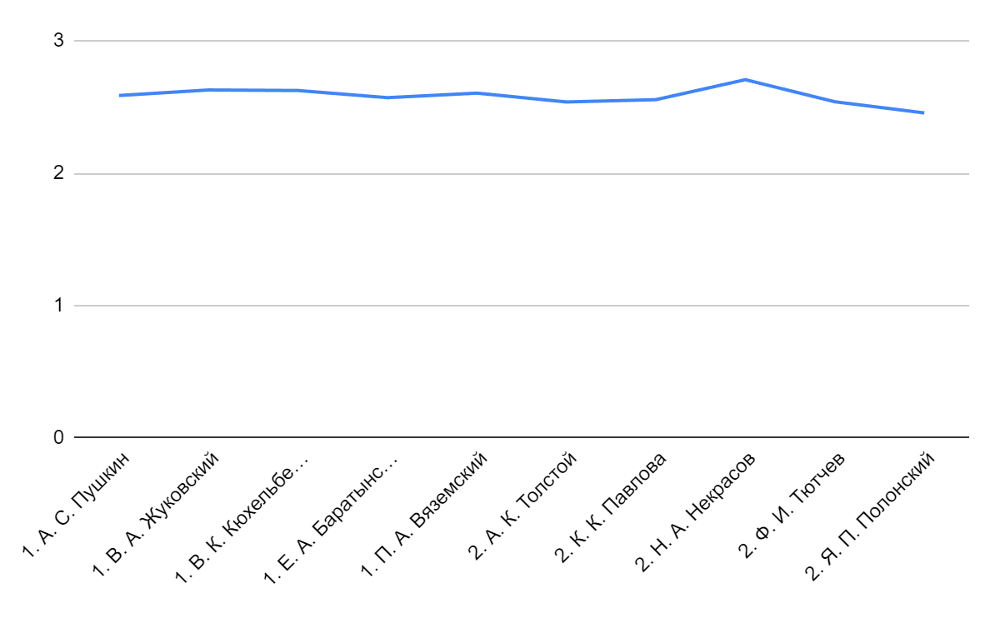 3
2
1
0
1. А. С. Пушкин
1. В. А. Жуковский
1. В. К. Кюхельбе...
1. Е. А. Баратынс...
1. П. А. Вяземский
2. А. К. Толстой
2. К. К. Павлова
2. Н. А. Некрасов
2. Ф. И. Тютчев
2. Я. П. Полонский